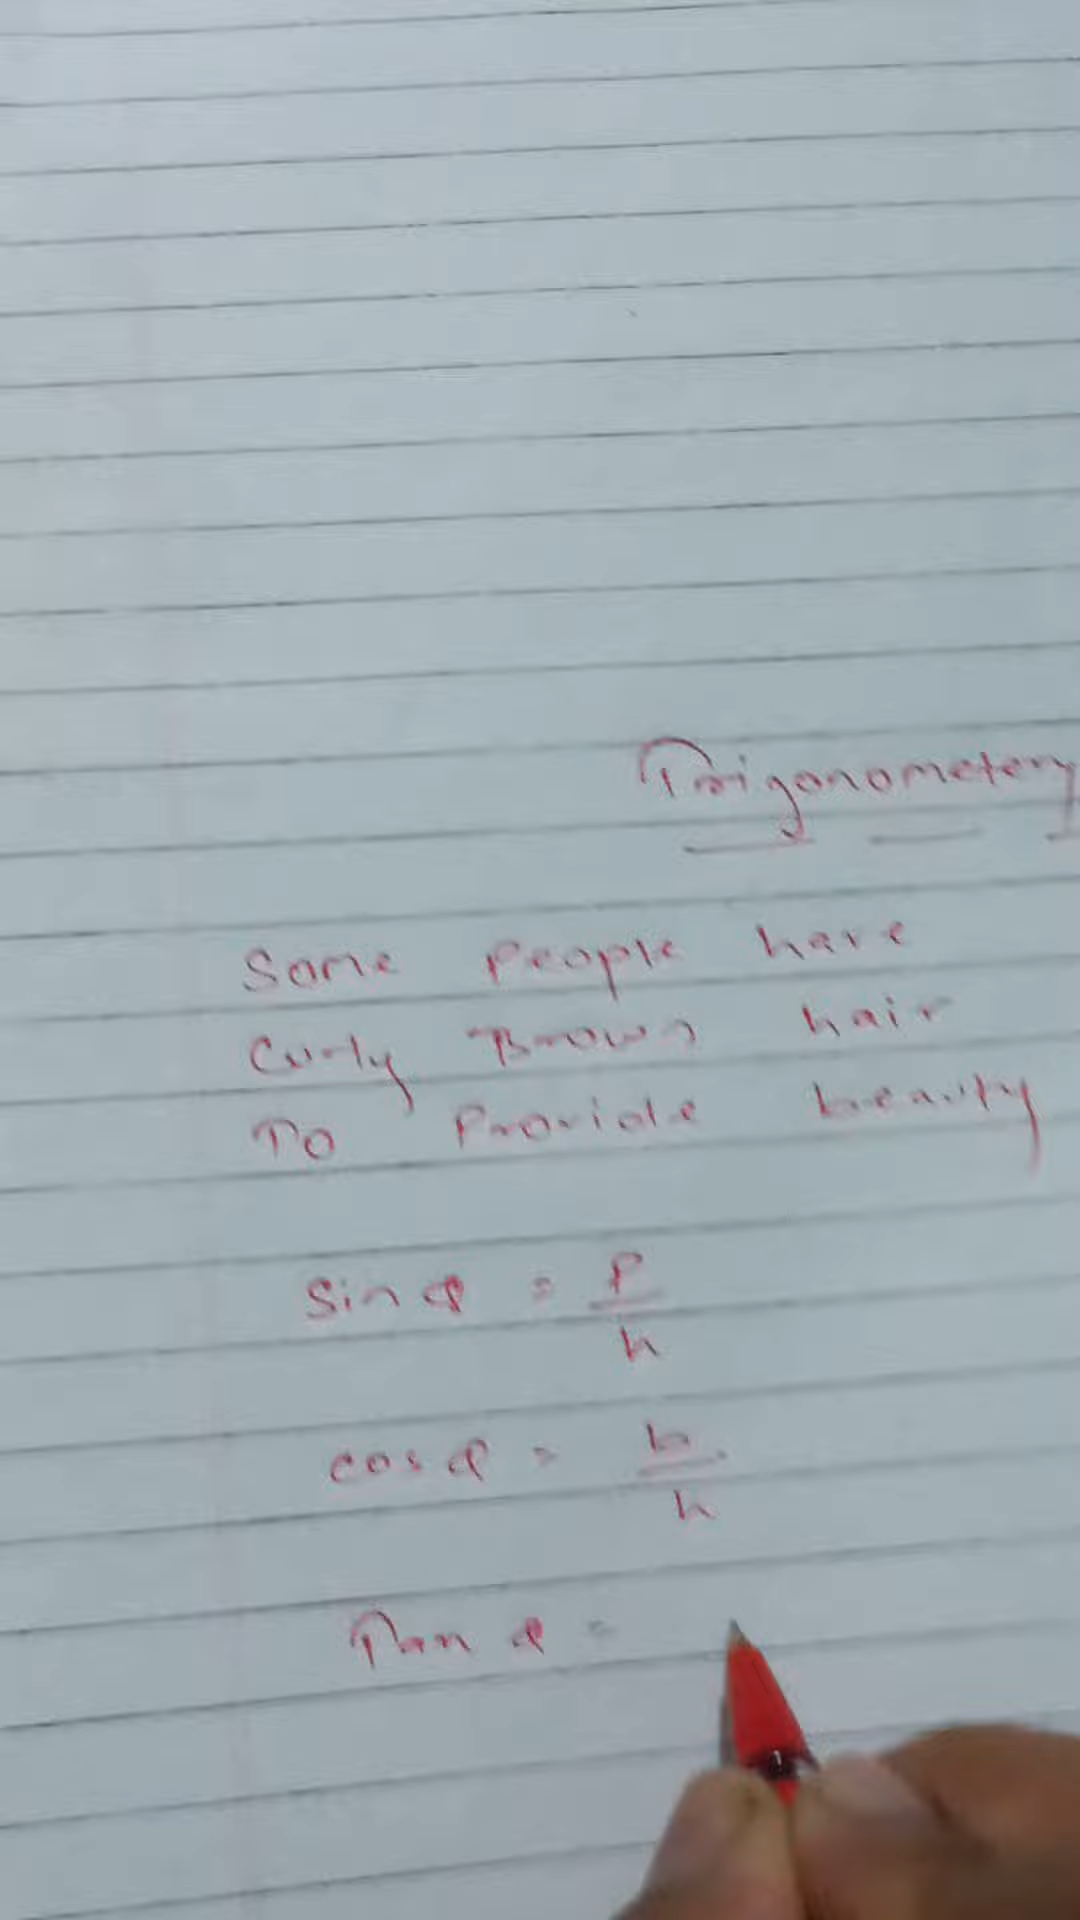 Trigonometery
Some People have
Curly Brown hair
To Provide beauty
Sin φ = P/h
cos φ = b/h
Tan φ =